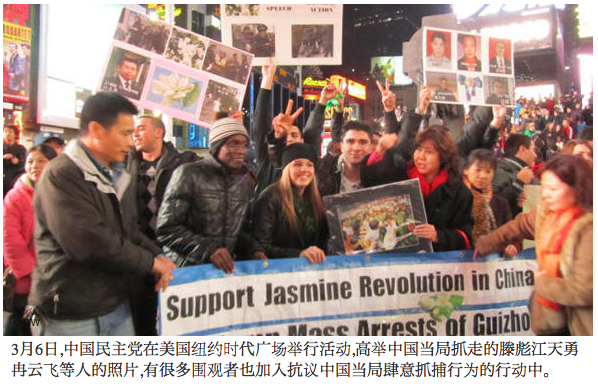 SPEECH ACTION
Support Jasmine Revolution in China
Mass Arrests of Guizho
3月6日,中国民主党在美国纽约时代广场举行活动,高举中国当局抓走的滕彪江天勇
冉云飞等人的照片,有很多围观者也加入抗议中国当局肆意抓捕行为的行动中。